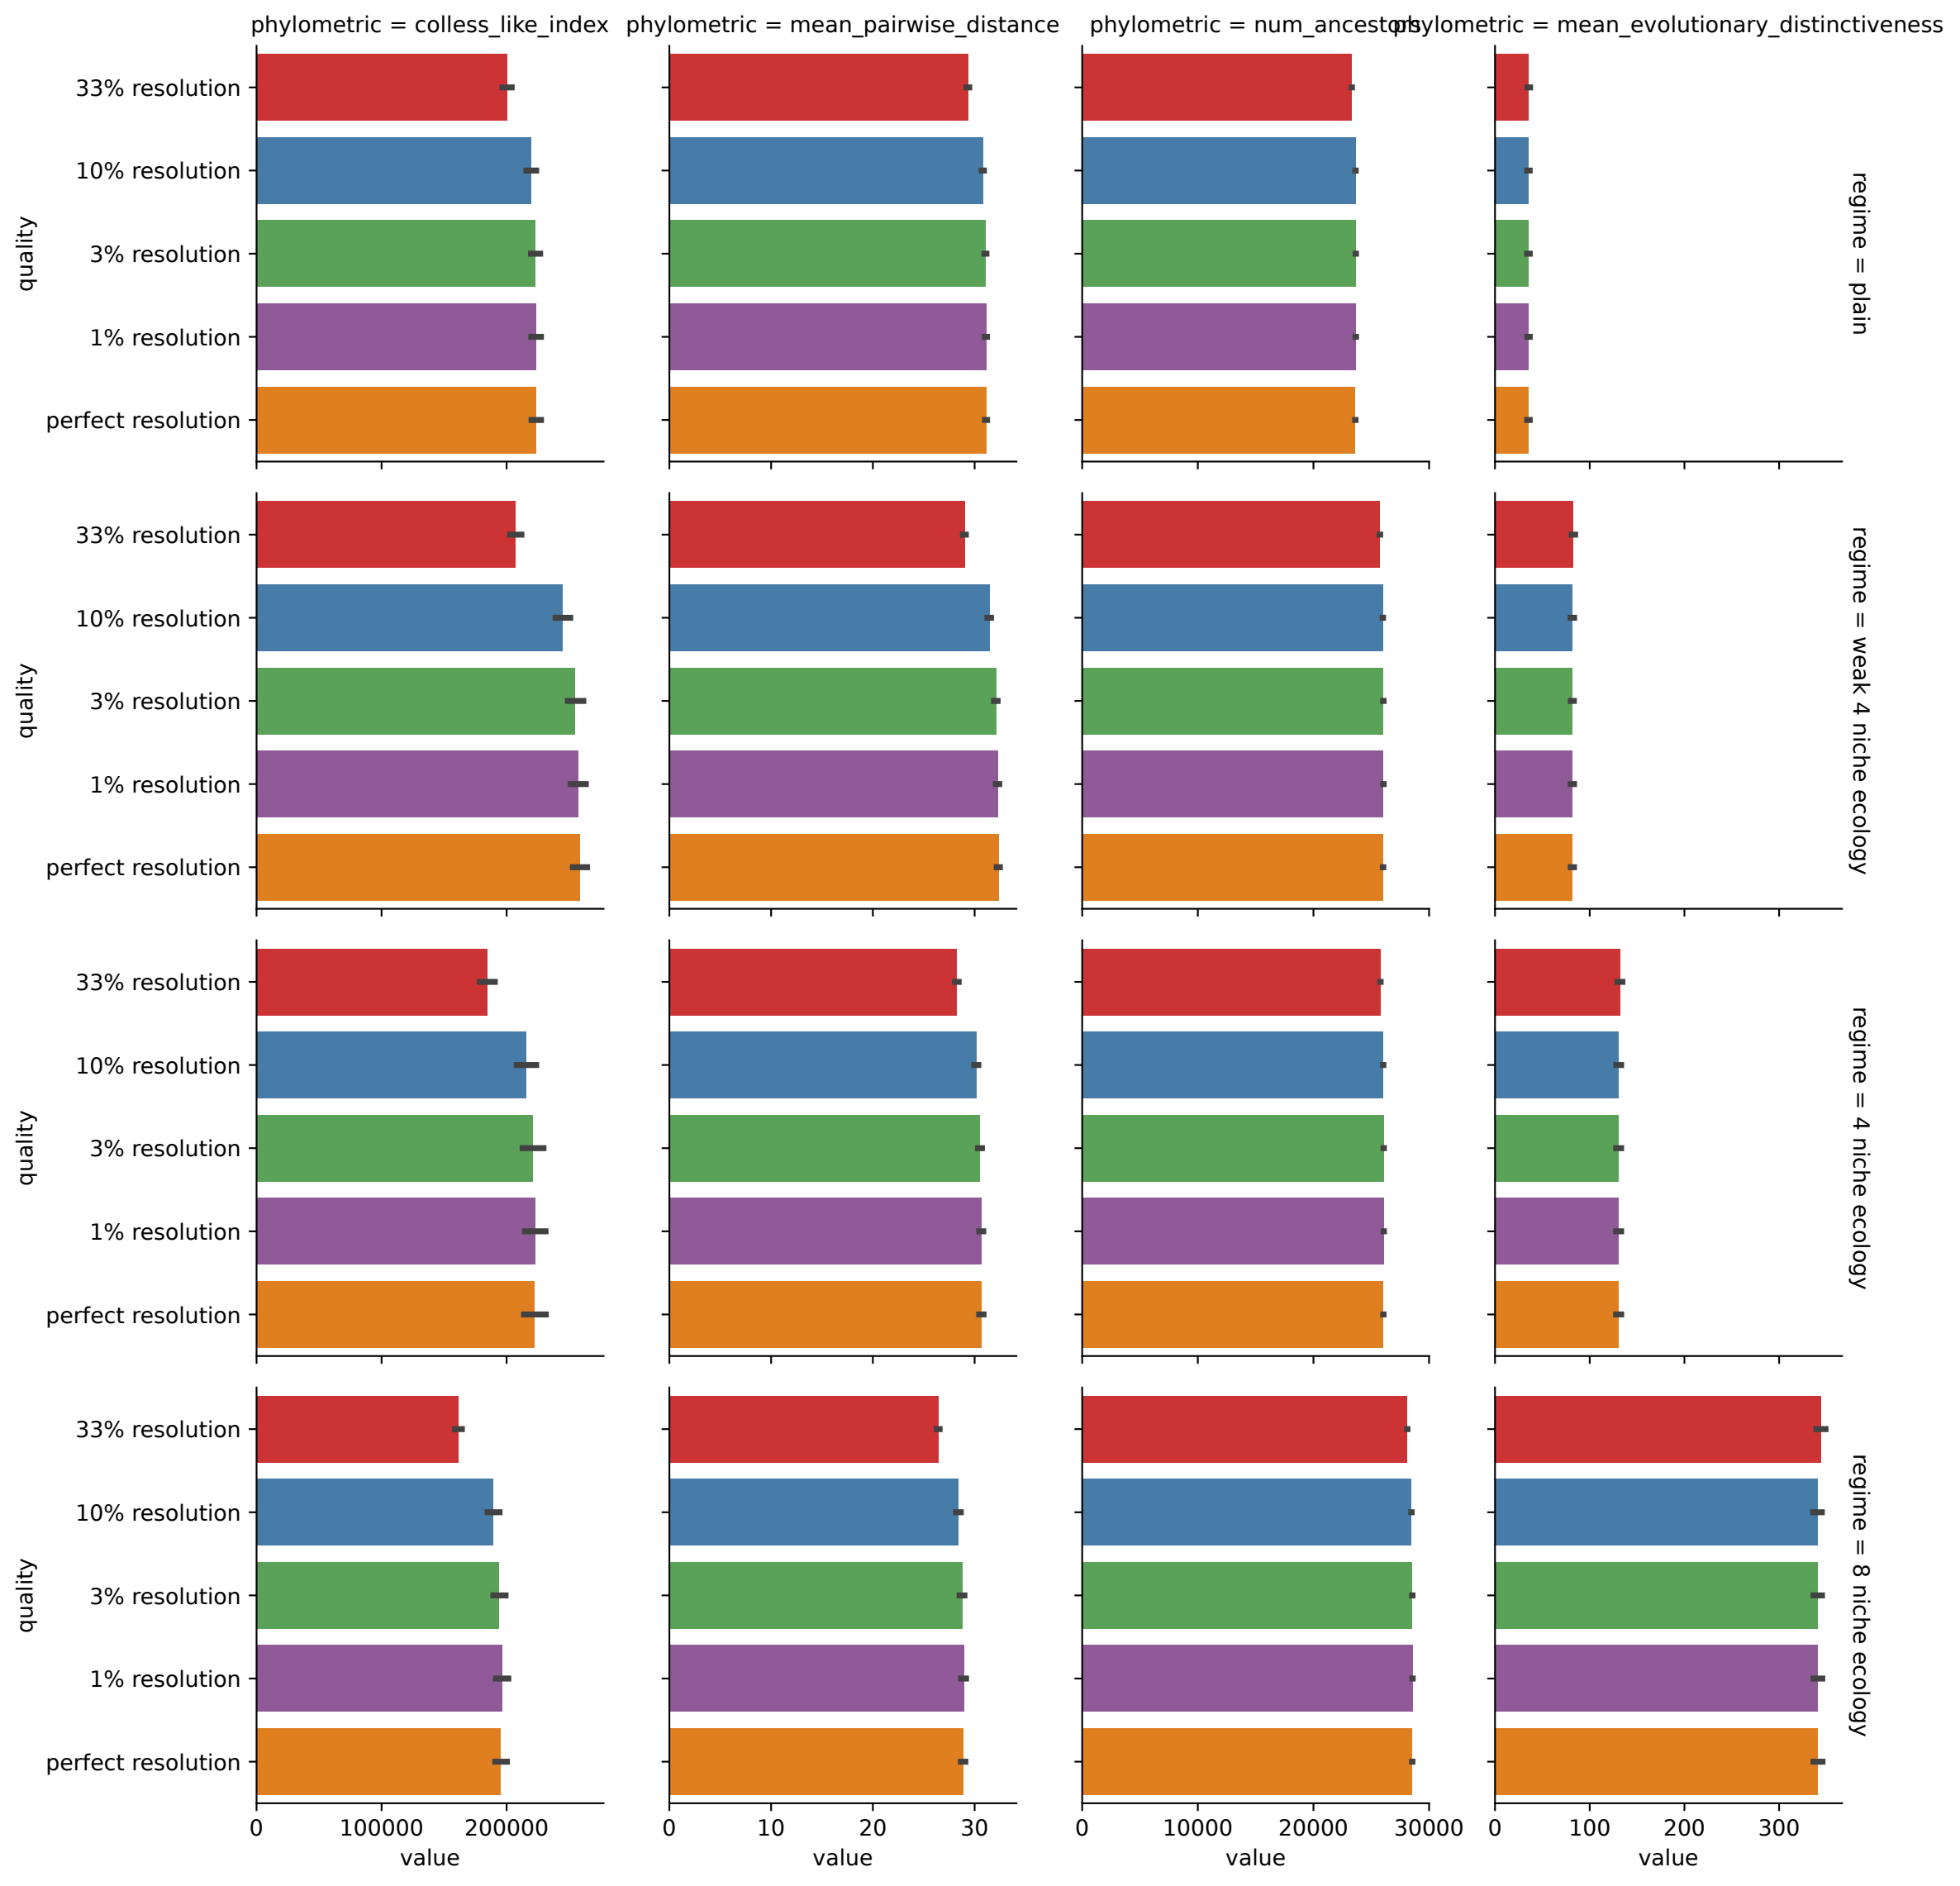 phylometric = colless_like_index
phylometric = mean_pairwise_distance
phylometric = num_ancestors
phylometric = mean_evolutionary_distinctiveness
33% resolution
10% resolution
3% resolution
1% resolution
perfect resolution
quality
regime = plain
33% resolution
10% resolution
3% resolution
1% resolution
perfect resolution
quality
regime = weak 4 niche ecology
33% resolution
10% resolution
3% resolution
1% resolution
perfect resolution
quality
regime = 4 niche ecology
33% resolution
10% resolution
3% resolution
1% resolution
perfect resolution
quality
regime = 8 niche ecology
0 100000 200000
value
0 10 20 30
value
0 10000 20000 30000
value
0 100 200 300
value